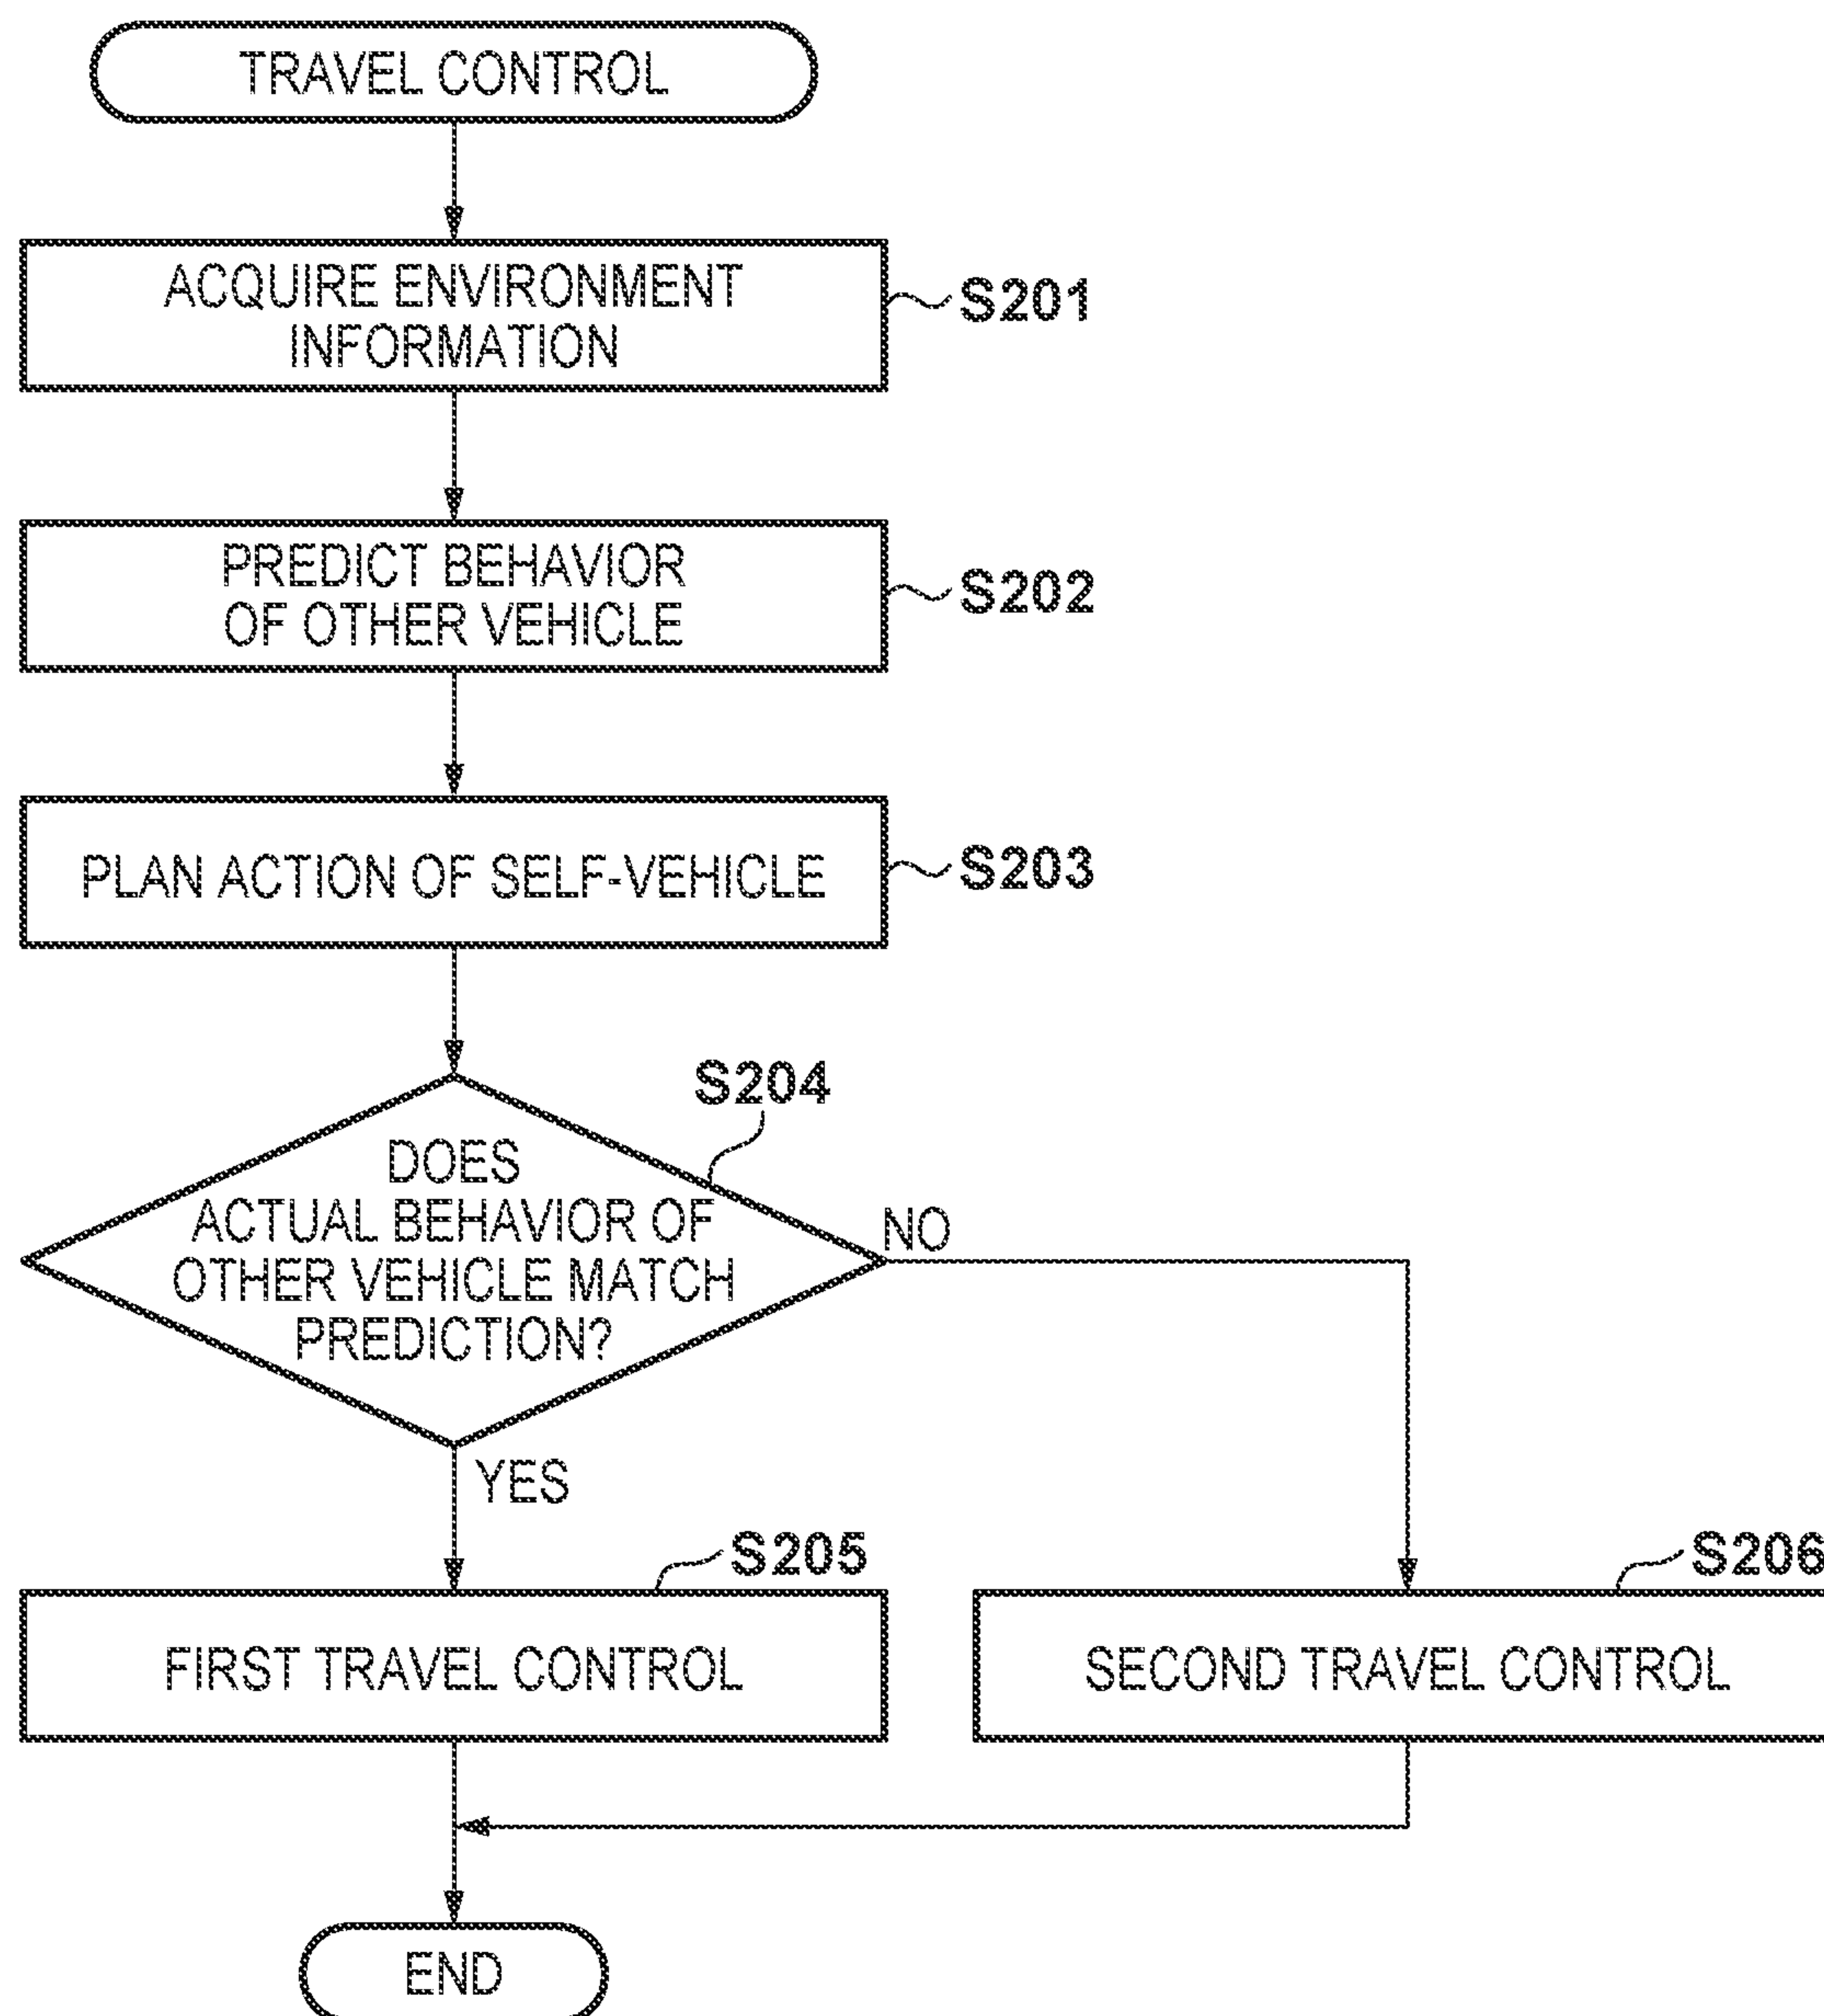 TRAVEL CONTROL
ACQUIRE ENVIRONMENT
INFORMATION
S201
PREDICT BEHAVIOR
OF OTHER VEHICLE
S202
PLAN ACTION OF SELF-VEHICLE
S203
S204
DOES
ACTUAL BEHAVIOR OF
OTHER VEHICLE MATCH
PREDICTION?
NO
YES
S205
FIRST TRAVEL CONTROL
S206
SECOND TRAVEL CONTROL
END